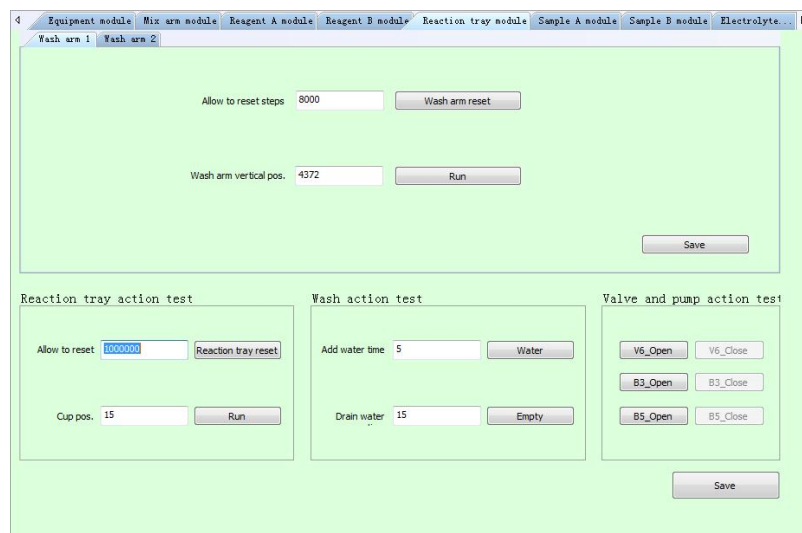 Equipment module Mix arm module Reagent A module Reagent B module Reaction tray module Sample A module Sample B module Electrolyte...
Wash arm 1 Wash arm 2
Allow to reset steps 8000 Wash arm reset
Wash arm vertical pos. 4372 Run
Save
Reaction tray action test Wash action test Valve and pump action test
Allow to reset 1000000 Reaction tray reset Add water time 5 Water V6_Open V6_Close
B3_Open B3_Close
Cup pos. 15 Run Drain water 15 Empty B5_Open B5_Close
Save